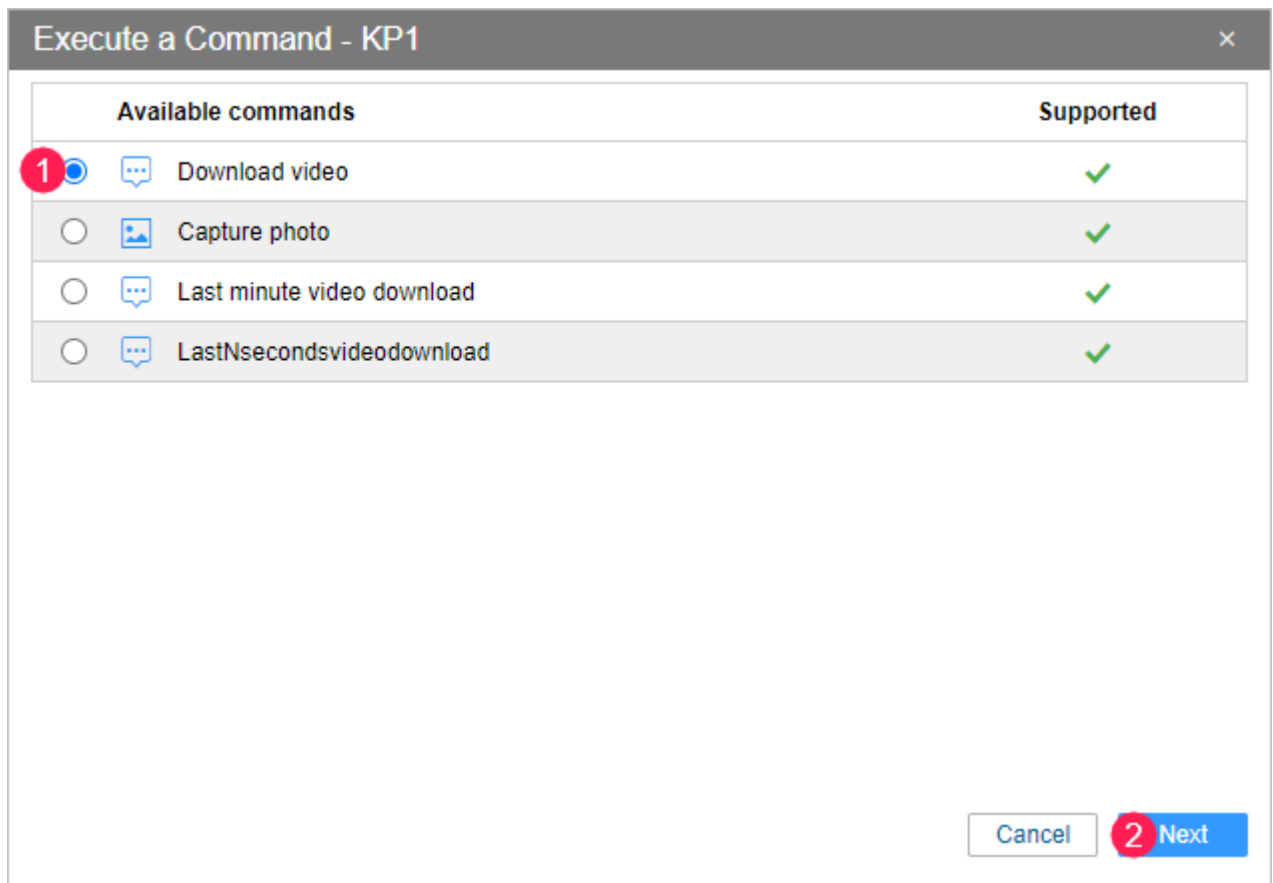 Execute a Command - KP1 ×
Available commands Supported
1 Download video
Capture photo
Last minute video download
LastNsecondsvideodownload
Cancel 2 Next